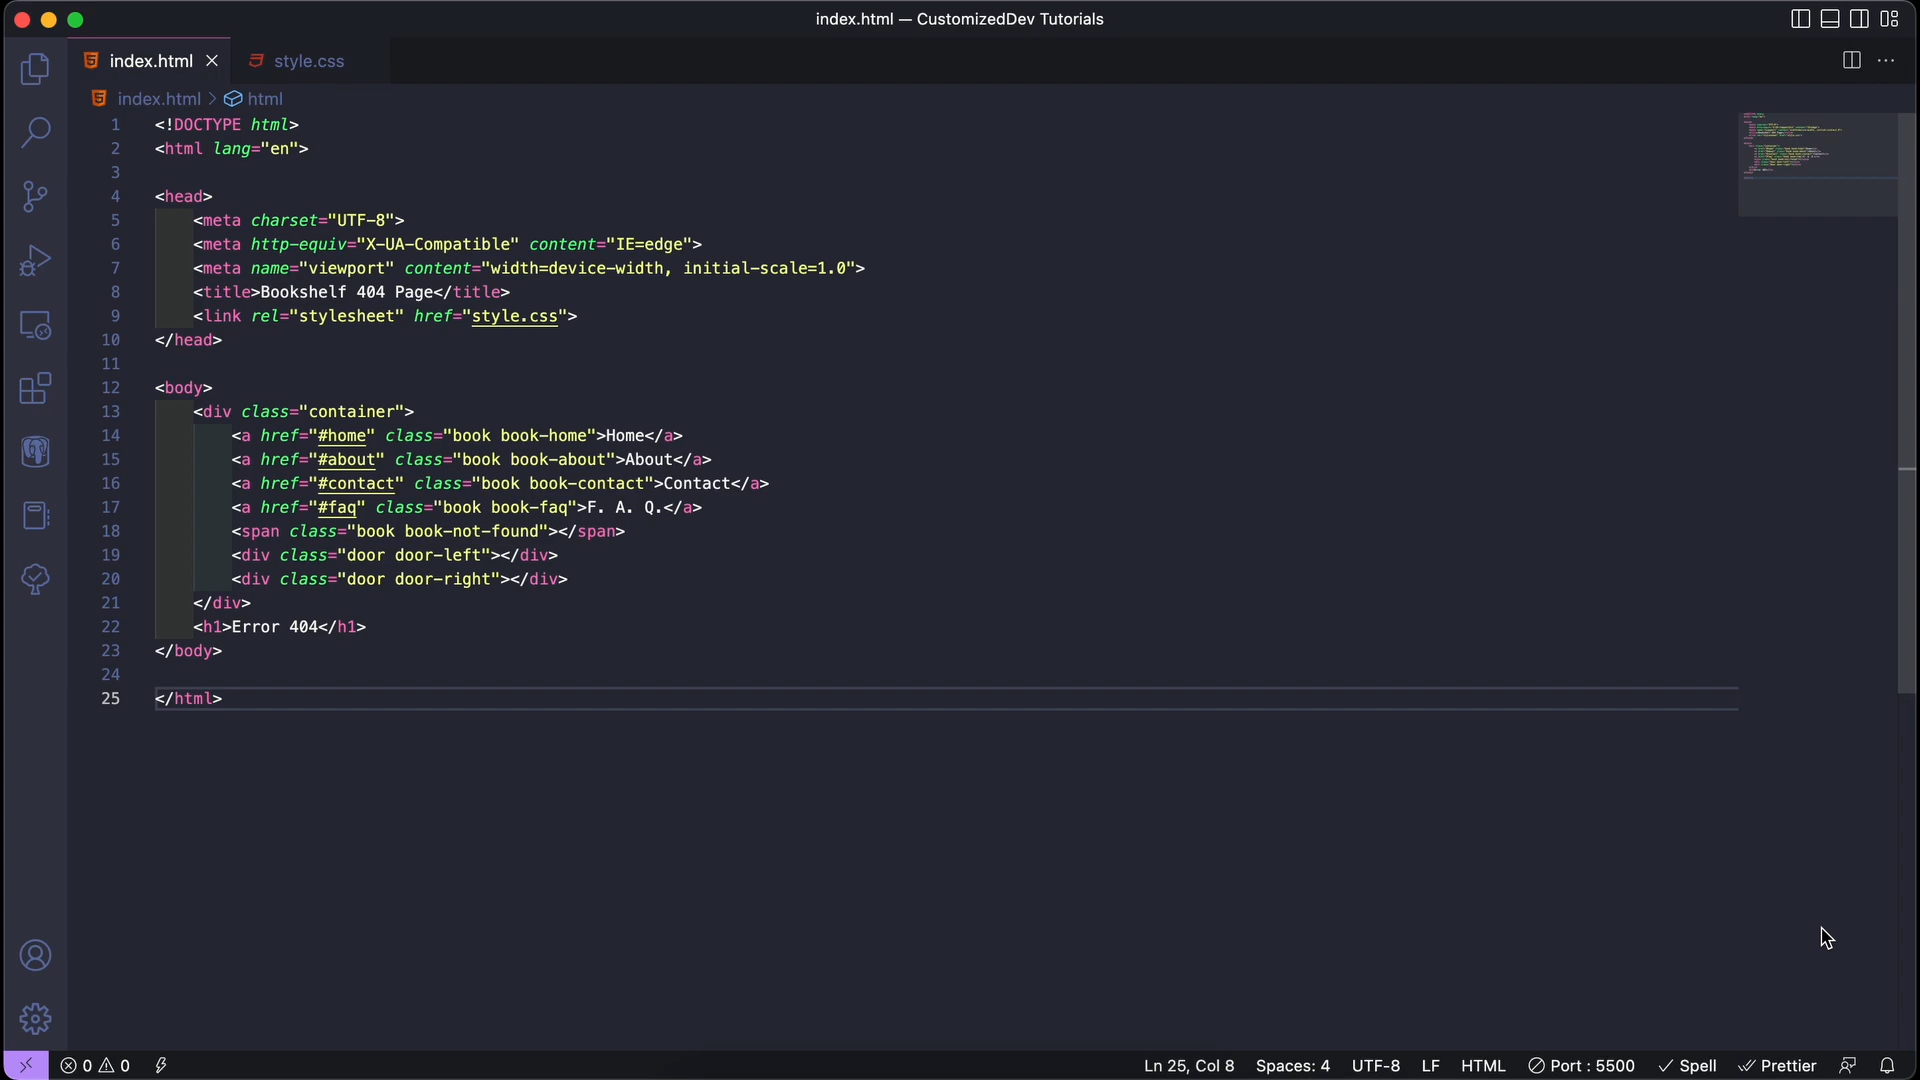 index.html — CustomizedDev Tutorials
index.html style.css
index.html > html
1 <!DOCTYPE html>
2 <html lang="en">
3
4 <head>
5 <meta charset="UTF-8">
6 <meta http-equiv="X-UA-Compatible" content="IE=edge">
7 <meta name="viewport" content="width=device-width, initial-scale=1.0">
8 <title>Bookshelf 404 Page</title>
9 <link rel="stylesheet" href="style.css">
10 </head>
11
12 <body>
13 <div class="container">
14 <a href="#home" class="book book-home">Home</a>
15 <a href="#about" class="book book-about">About</a>
16 <a href="#contact" class="book book-contact">Contact</a>
17 <a href="#faq" class="book book-faq">F. A. Q.</a>
18 <span class="book book-not-found"></span>
19 <div class="door door-left"></div>
20 <div class="door door-right"></div>
21 </div>
22 <h1>Error 404</h1>
23 </body>
24
25 </html>
0 0 Ln 25, Col 8 Spaces: 4 UTF-8 LF HTML Port : 5500 Spell Prettier